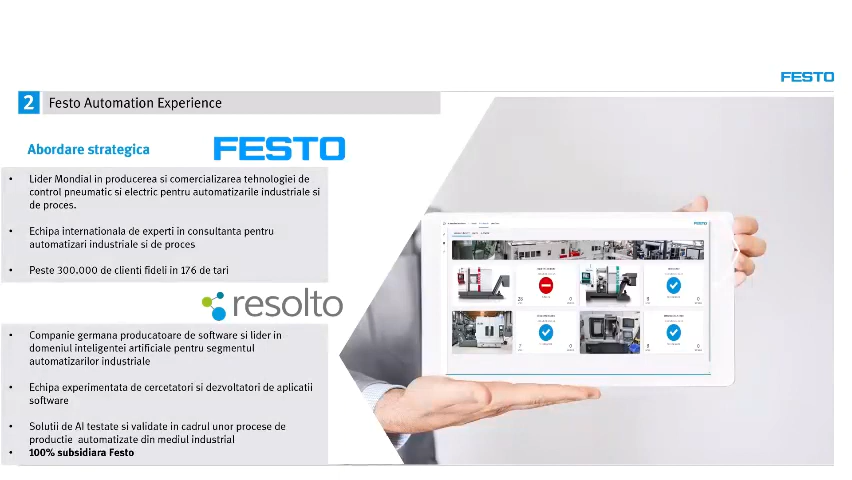 FESTO
2 Festo Automation Experience
Abordare strategica
FESTO
• Lider Mondial in producerea si comercializarea tehnologiei de
control pneumatic si electric pentru automatizarile industriale si
de proces.
• Echipa internationala de experti in consultanta pentru
automatizari industriale si de proces
• Peste 300.000 de clienti fideli in 176 de tari
resolto
• Companie germana producatoare de software si lider in
domeniul inteligentei artificiale pentru segmentul
automatizarilor industriale
• Echipa experimentata de cercetatori si dezvoltatori de aplicatii
software
• Solutii de AI testate si validate in cadrul unor procese de
productie automatizate din mediul industrial
• 100% subsidiara Festo
FESTO